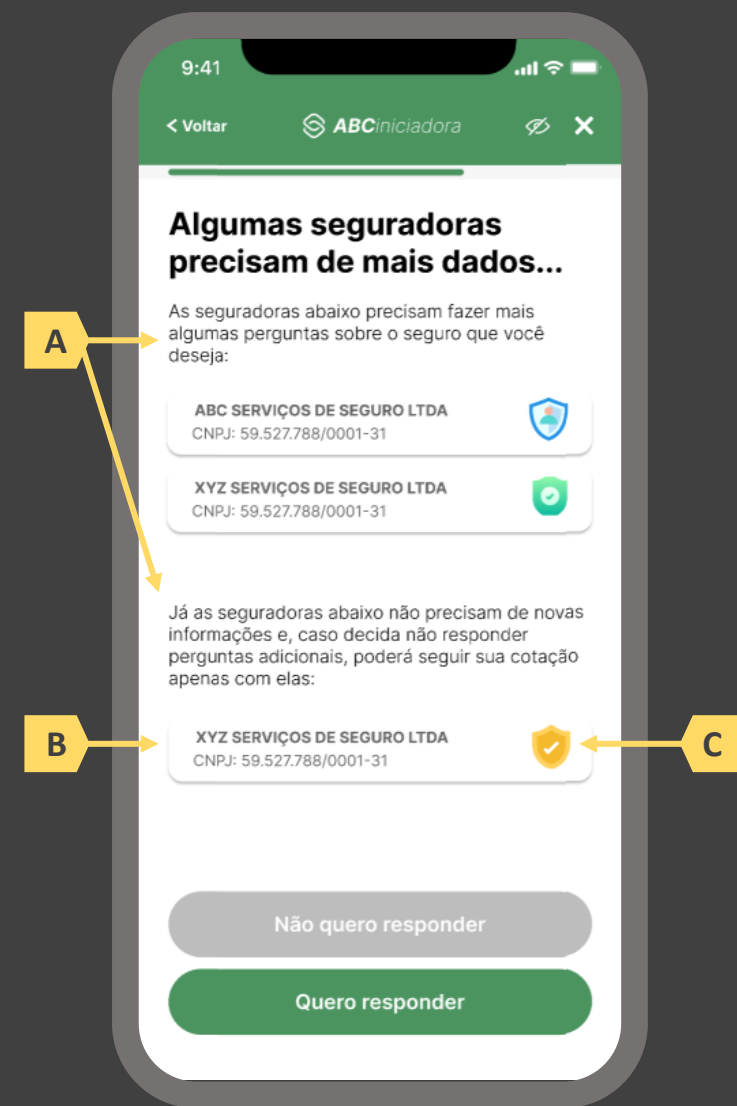 9:41
< Voltar
ABCiniciadora
Algumas seguradoras
precisam de mais dados...
A
As seguradoras abaixo precisam fazer mais
algumas perguntas sobre o seguro que você
deseja:
ABC SERVIÇOS DE SEGURO LTDA
CNPJ: 59.527.788/0001-31
XYZ SERVIÇOS DE SEGURO LTDA
CNPJ: 59.527.788/0001-31
Já as seguradoras abaixo não precisam de novas
informações e, caso decida não responder
perguntas adicionais, poderá seguir sua cotação
apenas com elas:
B
XYZ SERVIÇOS DE SEGURO LTDA
CNPJ: 59.527.788/0001-31
C
Não quero responder
Quero responder